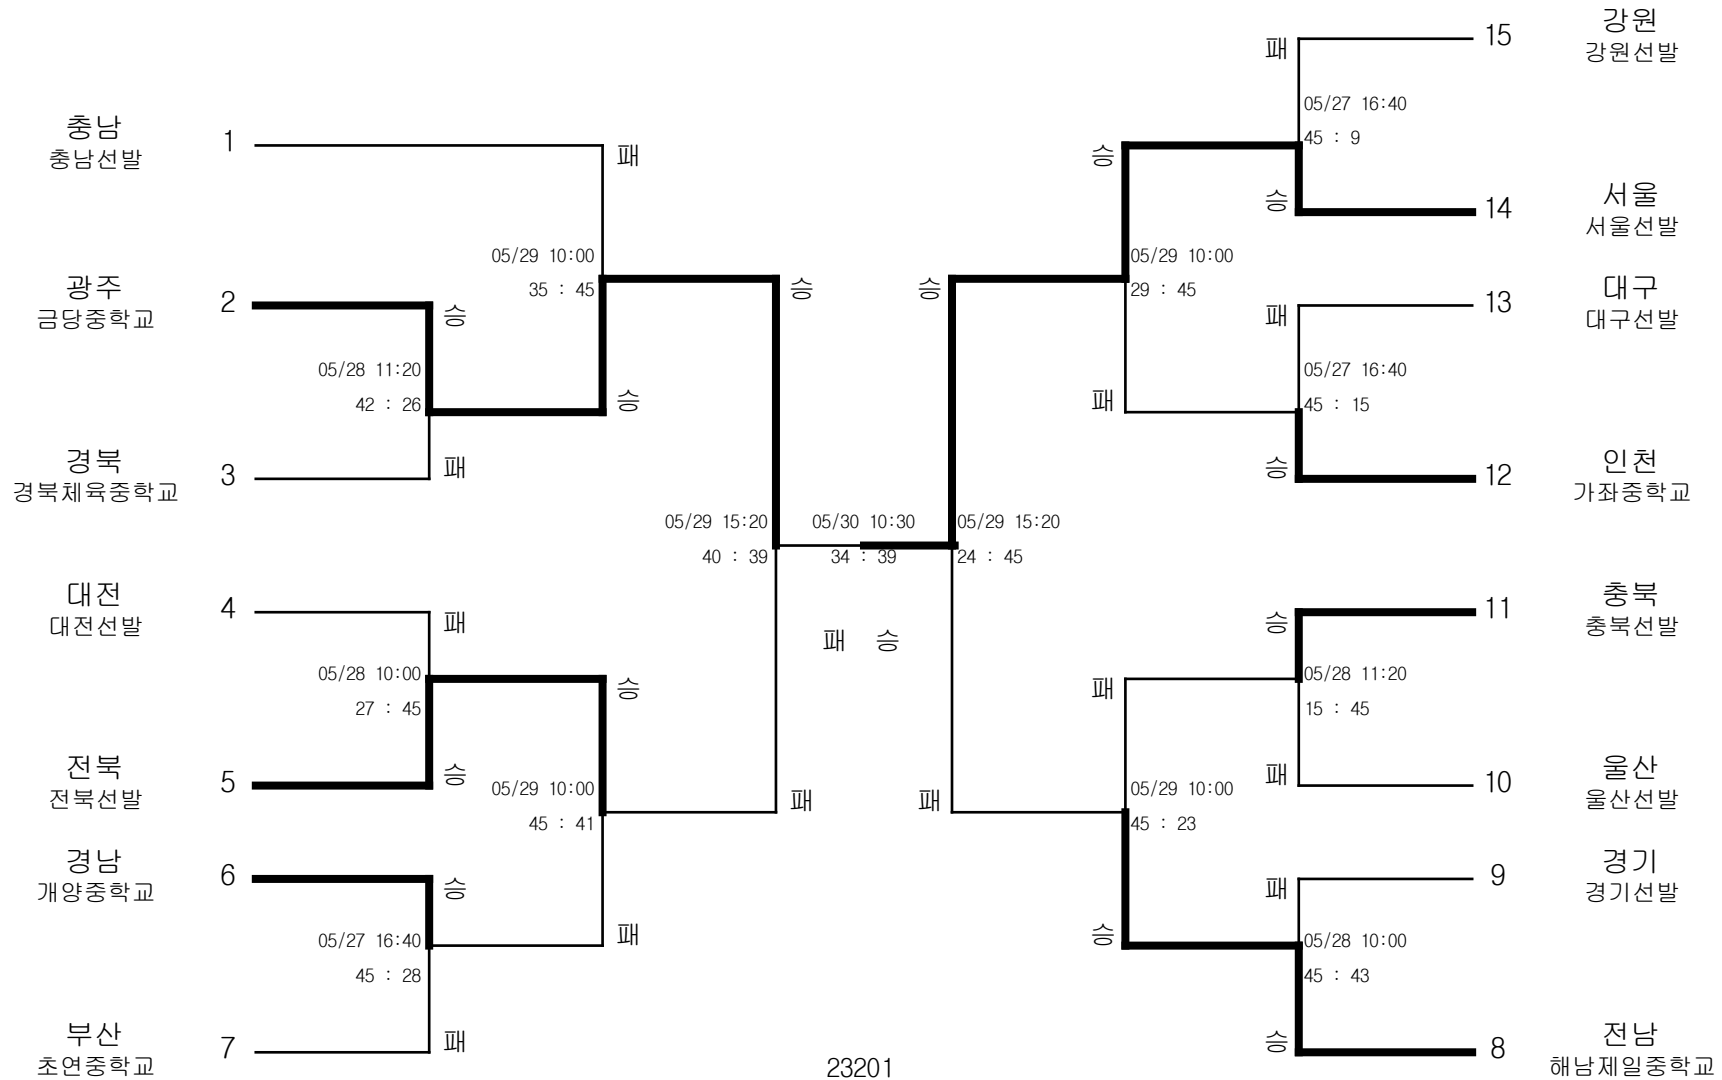 강원
15
강원선발
패
05/27 16:40
45 : 9
충남
1
충남선발
패
승
서울
승
14
서울선발
05/29 10:00
35 : 45
05/29 10:00
29 : 45
광주
2
금당중학교
승
승
승
대구
13
대구선발
패
05/28 11:20
42 : 26
05/27 16:40
45 : 15
승
패
경북
3
경북체육중학교
패
인천
승
12
가좌중학교
05/29 15:20
40 : 39
05/30 10:30
34 : 39
05/29 15:20
24 : 45
대전
4
대전선발
패
충북
승
11
충북선발
패 승
05/28 10:00
27 : 45
05/28 11:20
15 : 45
승
패
전북
5
전북선발
승
울산
패
10
울산선발
05/29 10:00
45 : 41
05/29 10:00
45 : 23
패
패
경남
6
개양중학교
승
경기
패
9
경기선발
05/27 16:40
45 : 28
05/28 10:00
45 : 43
패
승
부산
7
초연중학교
패
전남
승
8
해남제일중학교
23201